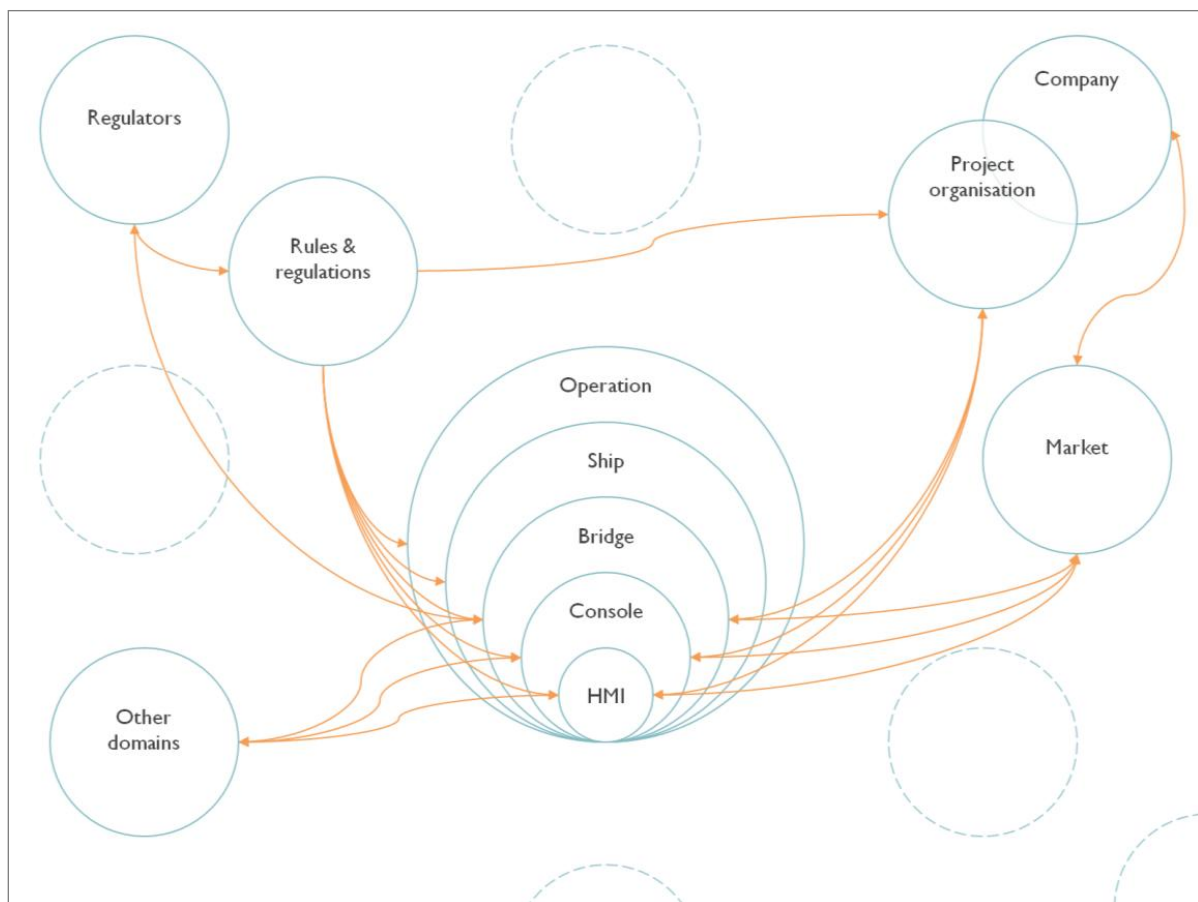 Company
Regulators
Project
organisation
Rules &
regulations
Operation
Market
Ship
Bridge
Console
HMI
Other
domains